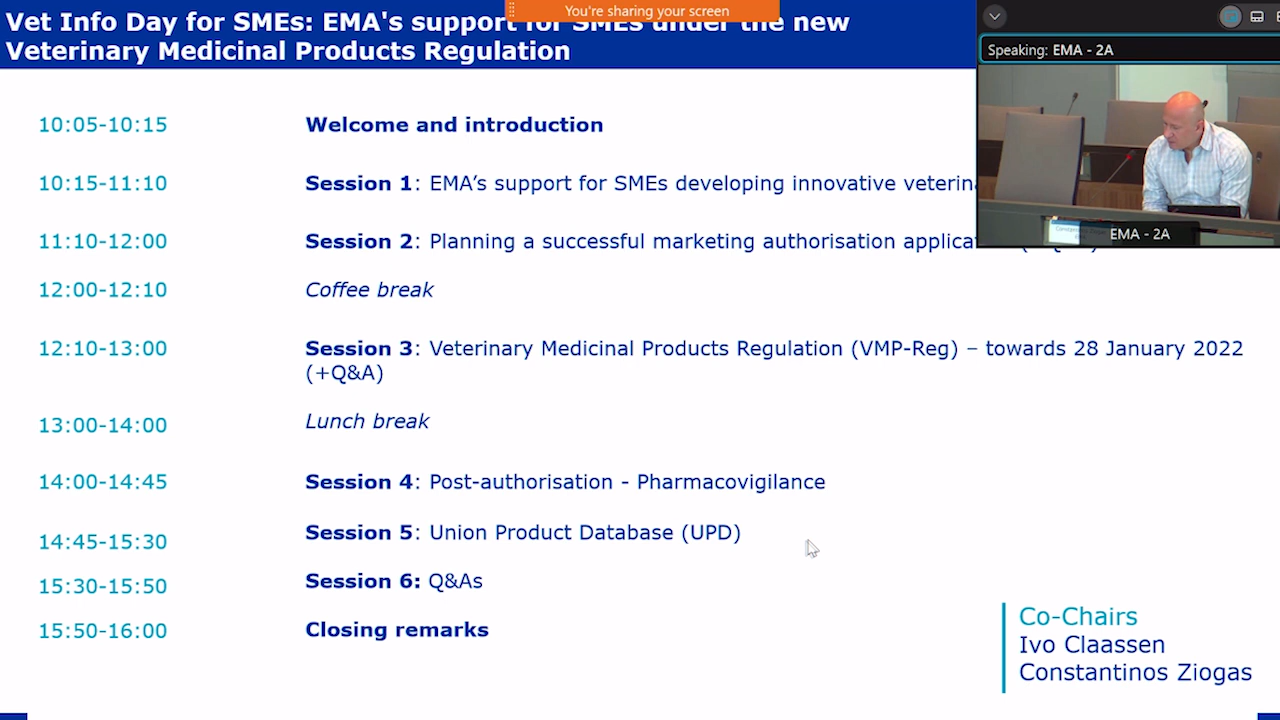 Vet Info Day for SMEs: EMA's support for SMEs under the new
Veterinary Medicinal Products Regulation
You're sharing your screen
Speaking: EMA - 2A
EMA - 2A
10:05-10:15 Welcome and introduction
10:15-11:10 Session 1: EMA's support for SMEs developing innovative
11:10-12:00 Session 2: Planning a successful marketing authorisation
12:00-12:10 Coffee break
12:10-13:00 Session 3: Veterinary Medicinal Products Regulation (VMP-Reg) – towards 28 January 2022
(+Q&A)
13:00-14:00 Lunch break
14:00-14:45 Session 4: Post-authorisation - Pharmacovigilance
14:45-15:30 Session 5: Union Product Database (UPD)
15:30-15:50 Session 6: Q&As
15:50-16:00 Closing remarks
Co-Chairs
Ivo Claassen
Constantinos Ziogas